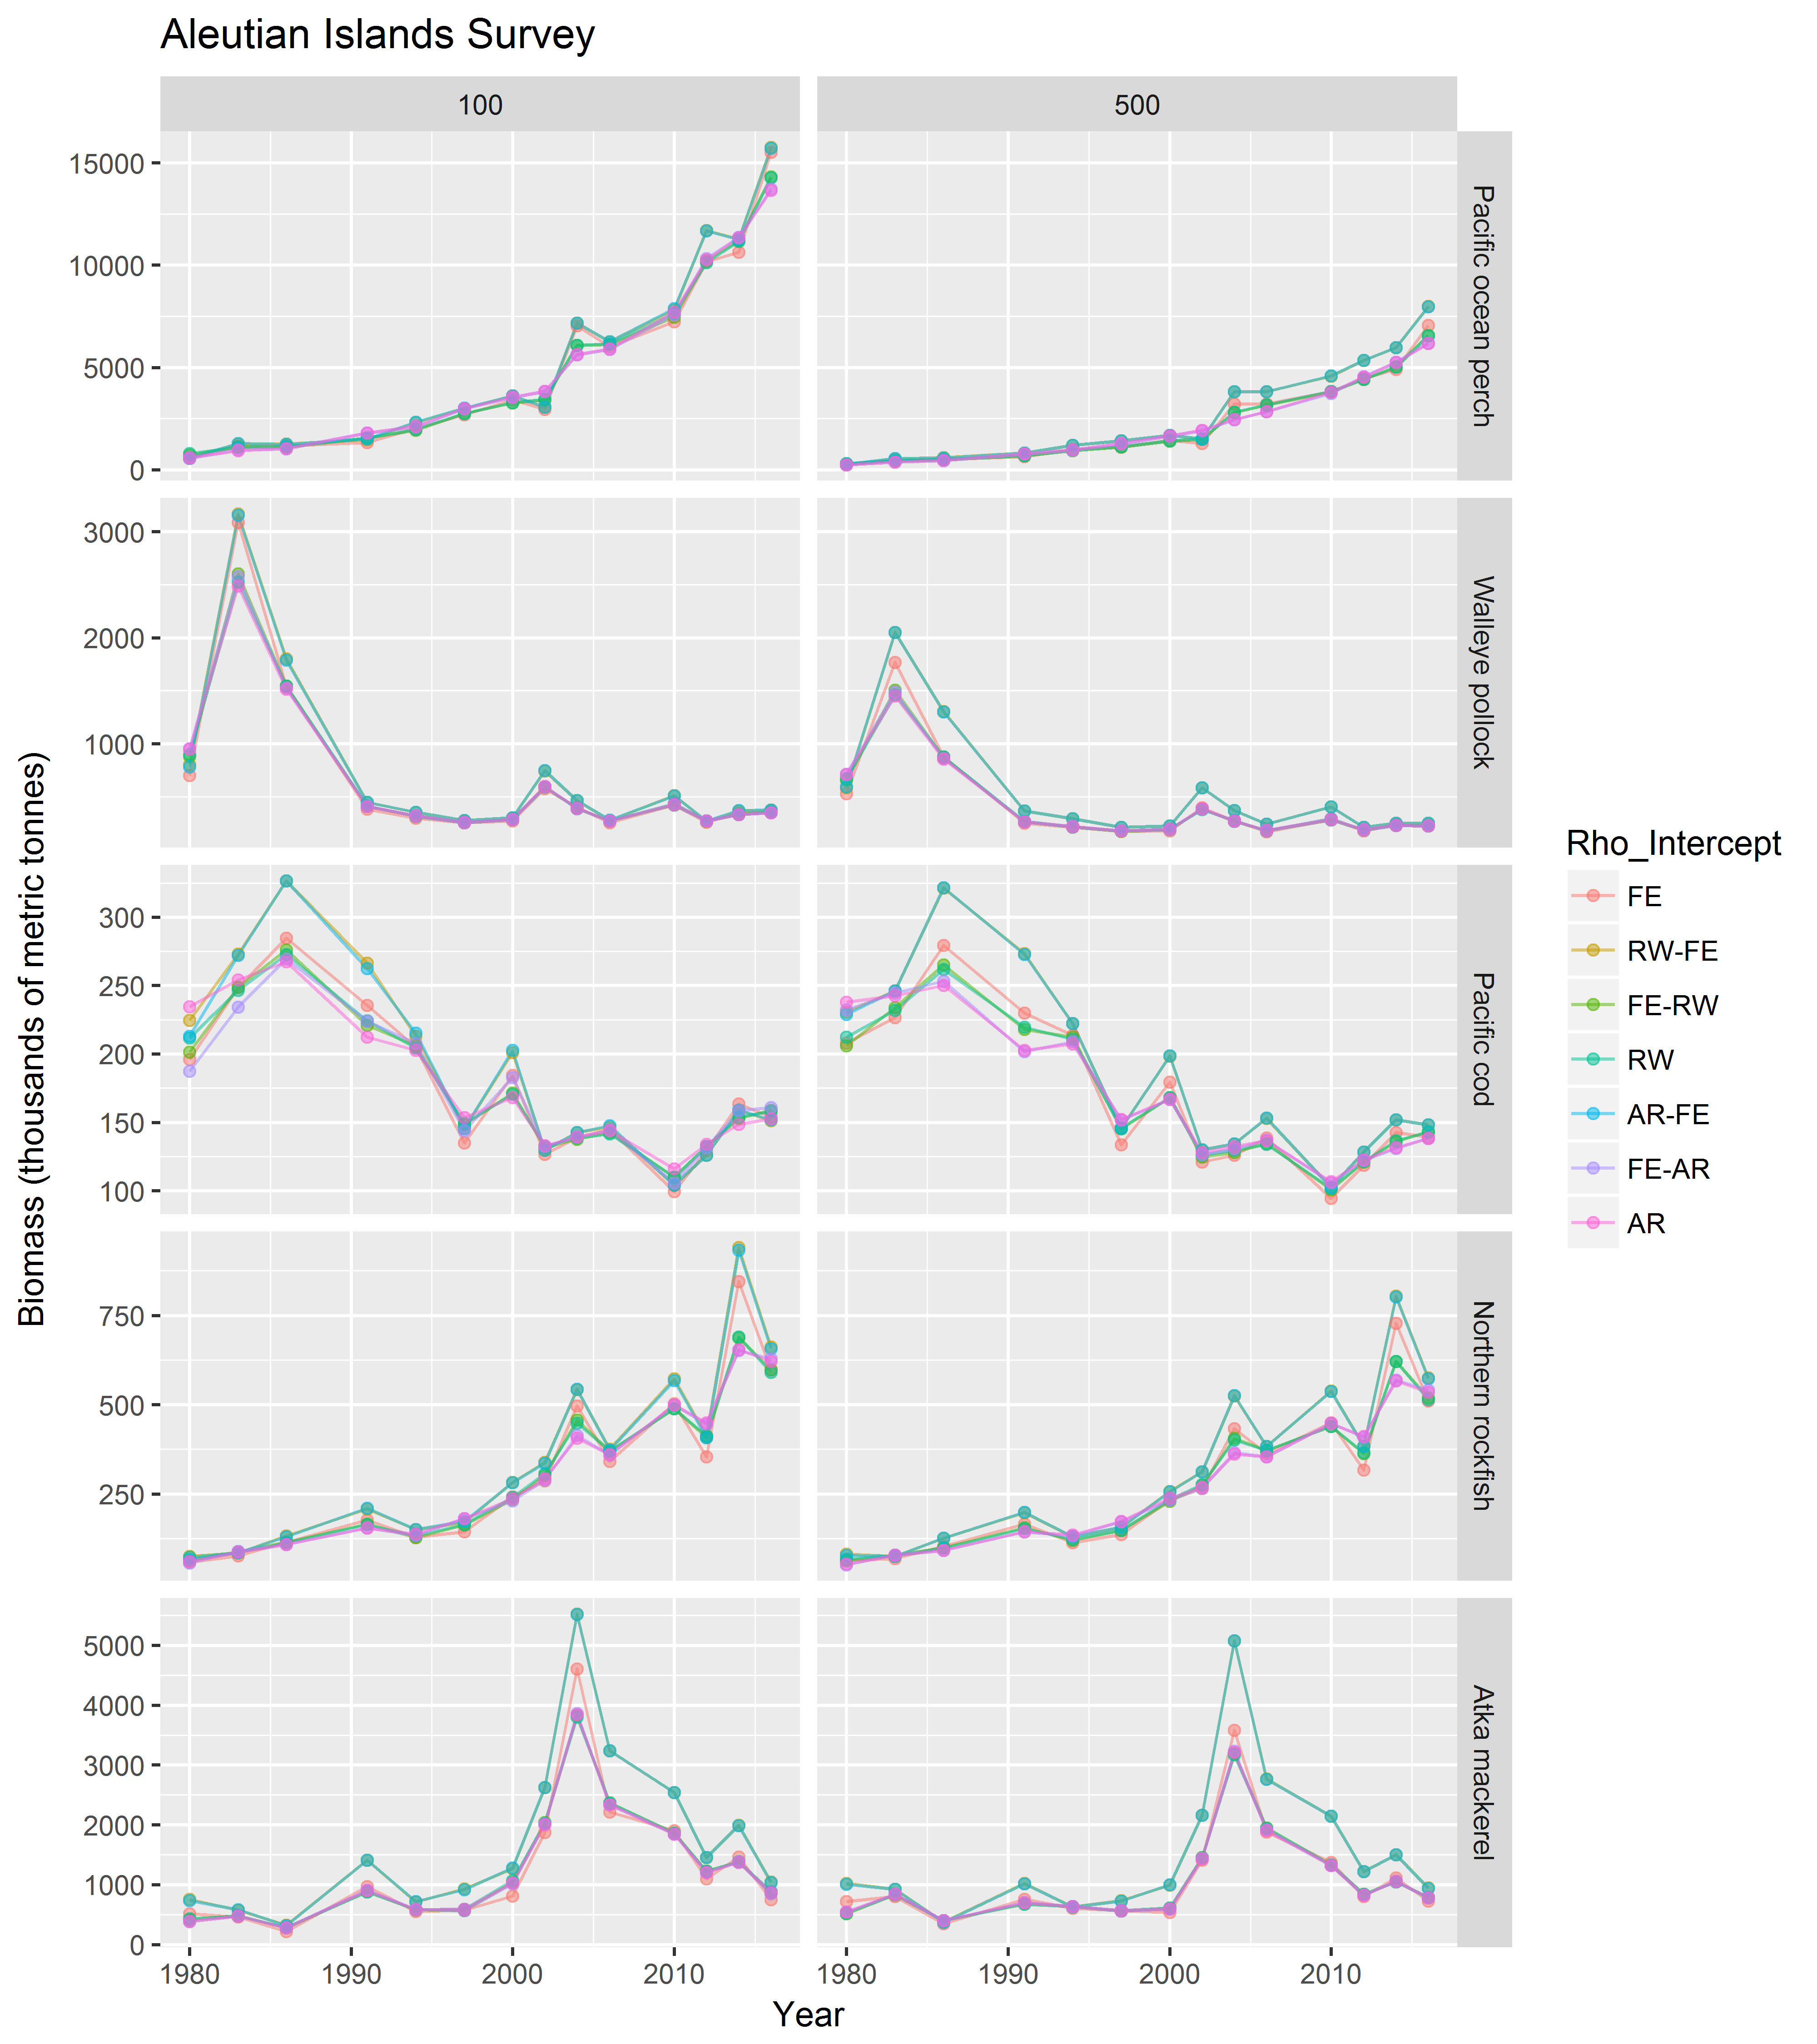 Aleutian Islands Survey
100
500
15000
10000
5000
0
Pacific ocean perch
3000
2000
1000
Walleye pollock
300
250
200
150
100
Pacific cod
750
500
250
Northern rockfish
5000
4000
3000
2000
1000
0
Atka mackerel
1980 1990 2000 2010
1980 1990 2000 2010
Year
Biomass (thousands of metric tonnes)
Rho_Intercept
FE
RW-FE
FE-RW
RW
AR-FE
FE-AR
AR